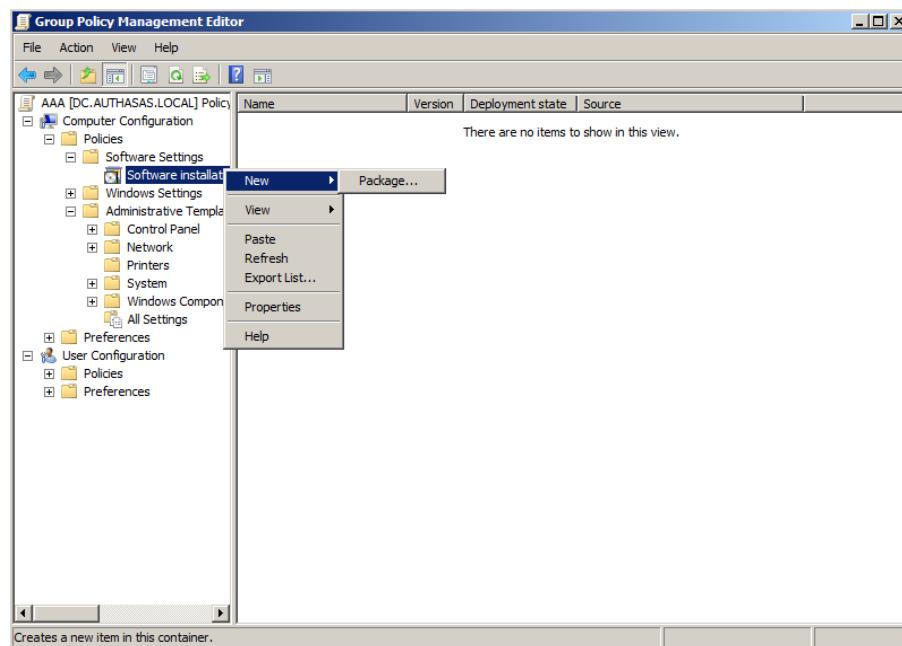 Group Policy Management Editor
File Action View Help
AAA [DC.AUTHASAS.LOCAL] Policy
Name Version Deployment state Source
Computer Configuration
There are no items to show in this view.
Policies
Software Settings
Software installat
New Package...
Windows Settings
Administrative Templa
View
Control Panel
Network
Paste
Printers
Refresh
System
Export List...
Windows Compon
Properties
All Settings
Preferences
Help
User Configuration
Policies
Preferences
Creates a new item in this container.